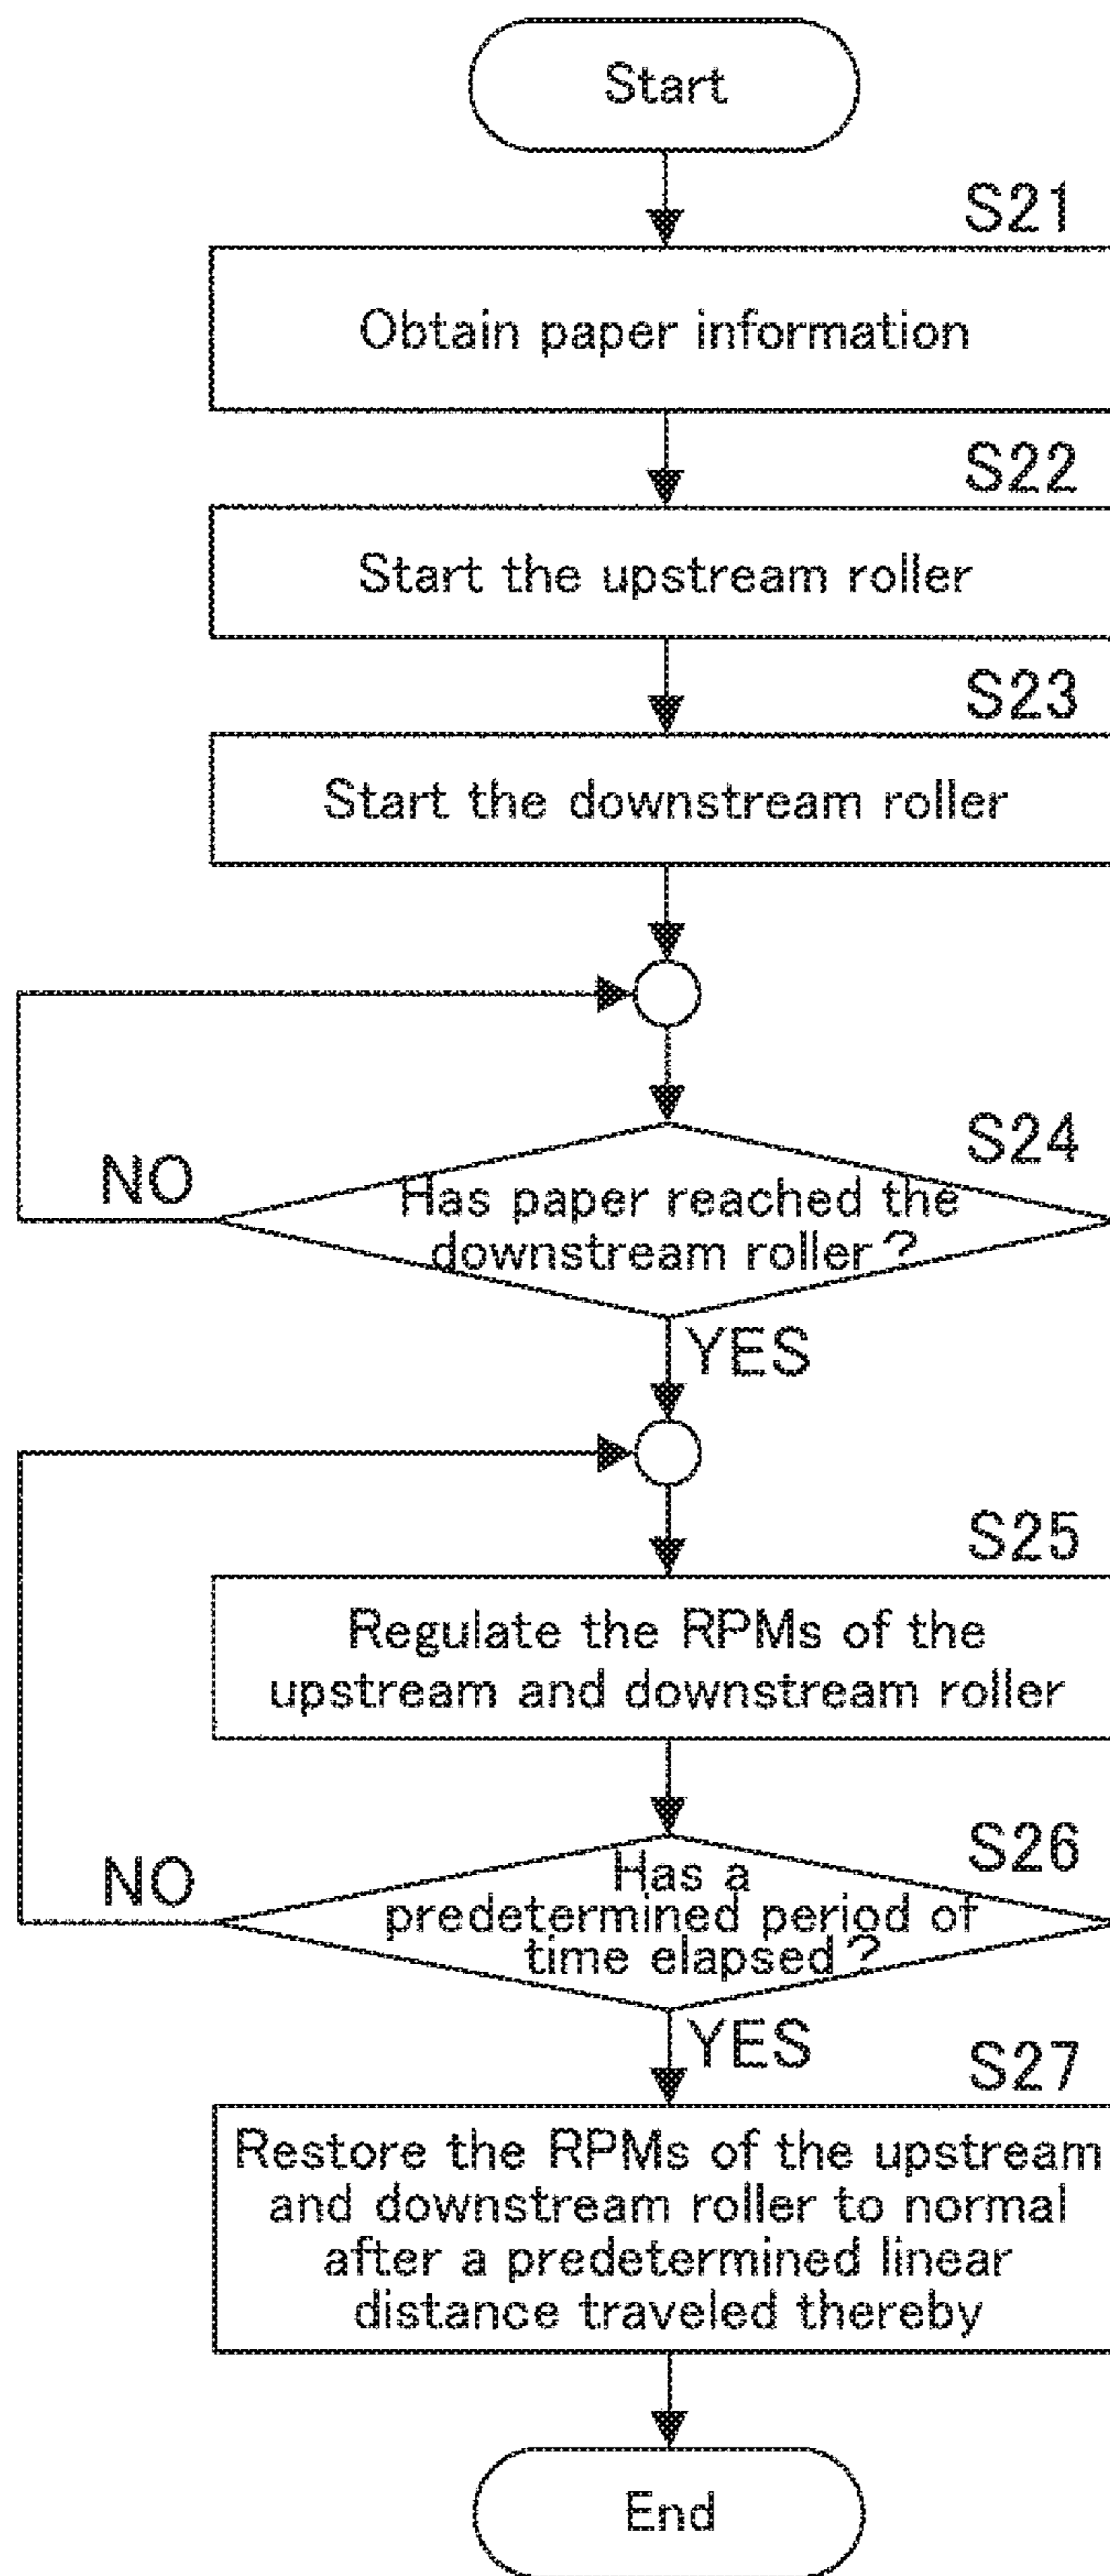 Start
S21
Obtain paper information
S22
Start the upstream roller
S23
Start the downstream roller
S24
NO
Has paper reached the
downstream roller?
YES
S25
Regulate the RPMs of the
upstream and downstream roller
S26
NO
Has a
predetermined period of
time elapsed?
YES
S27
Restore the RPMs of the upstream
and downstream roller to normal
after a predetermined linear
distance traveled thereby
End